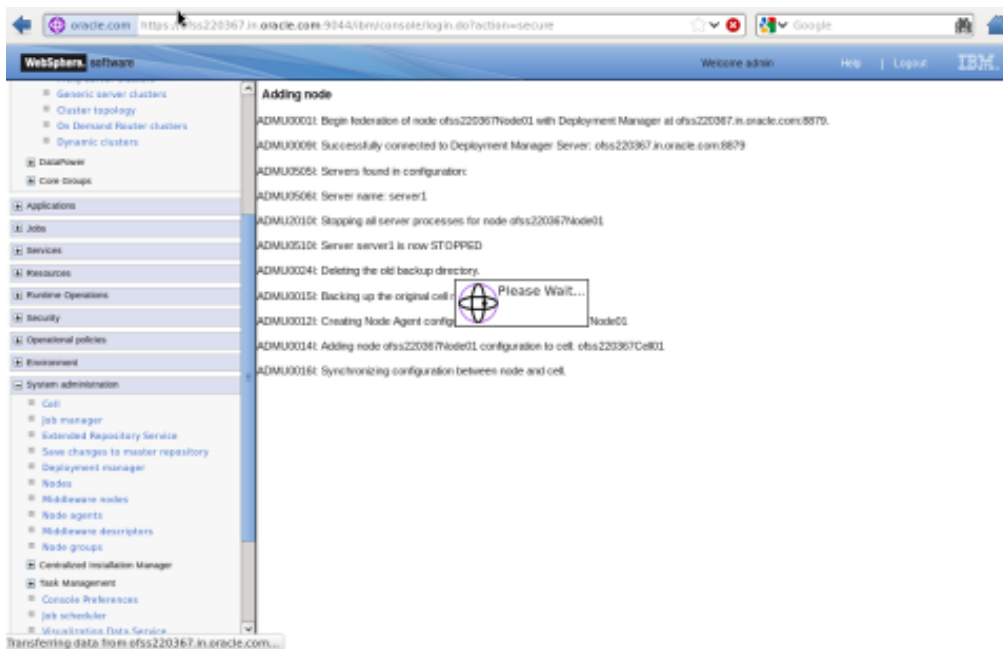 oracle.com https://ofss220367.in.oracle.com:9044/ibm/console/login.do?action=secure
Google
WebSphere. software
Welcome admin
Help | Logout
IBM.
Generic server clusters
Cluster topology
On Demand Router clusters
Dynamic clusters
DataPower
Core Groups
Applications
Jobs
Services
Resources
Runtime Operations
Security
Operational policies
Environment
System administration
Cell
Job manager
Extended Repository Service
Save changes to master repository
Deployment manager
Nodes
Middleware nodes
Node agents
Middleware descriptors
Node groups
Centralized Installation Manager
Task Management
Console Preferences
Job scheduler
Visualization Data Service
Transferring data from ofss220367.in.oracle.com...
Adding node
ADMU0001I: Begin federation of node ofss220367Node01 with Deployment Manager at ofss220367.in.oracle.com:8879.
ADMU0009I: Successfully connected to Deployment Manager Server: ofss220367.in.oracle.com:8879
ADMU0505I: Servers found in configuration:
ADMU0506I: Server name: server1
ADMU2010I: Stopping all server processes for node ofss220367Node01
ADMU0510I: Server server1 is now STOPPED
ADMU0024I: Deleting the old backup directory.
ADMU0015I: Backing up the original cell
Please Wait...
ADMU0012I: Creating Node Agent config Node01
ADMU0014I: Adding node ofss220367Node01 configuration to cell: ofss220367Cell01
ADMU0016I: Synchronizing configuration between node and cell.